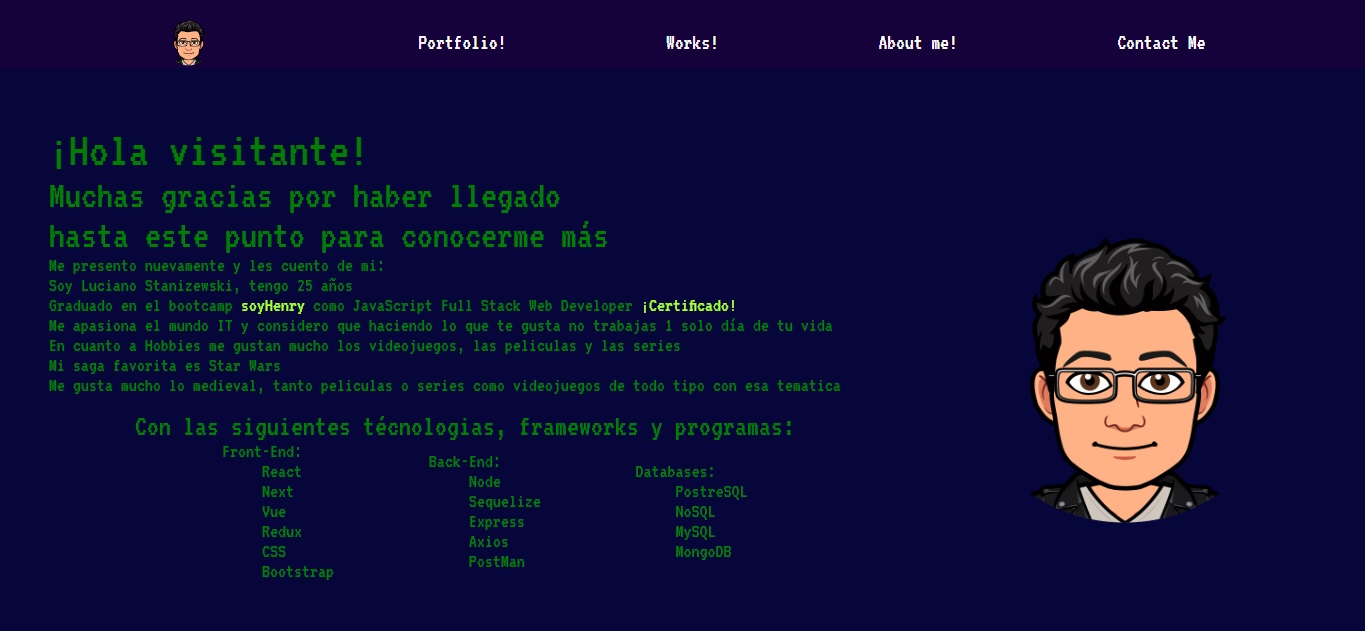 Portfolio!
Works!
About me!
Contact Me
¡Hola visitante!
Muchas gracias por haber llegado
hasta este punto para conocerme más
Me presento nuevamente y les cuento de mi:
Soy Luciano Stanizewski, tengo 25 años
Graduado en el bootcamp soyHenry como JavaScript Full Stack Web Developer ¡Certificado!
Me apasiona el mundo IT y considero que haciendo lo que te gusta no trabajas 1 solo día de tu vida
En cuanto a Hobbies me gustan mucho los videojuegos, las peliculas y las series
Mi saga favorita es Star Wars
Me gusta mucho lo medieval, tanto peliculas o series como videojuegos de todo tipo con esa tematica
Con las siguientes técnologias, frameworks y programas:
Front-End:
React
Next
Vue
Redux
CSS
Bootstrap
Back-End:
Node
Sequelize
Express
Axios
PostMan
Databases:
PostreSQL
NoSQL
MySQL
MongoDB